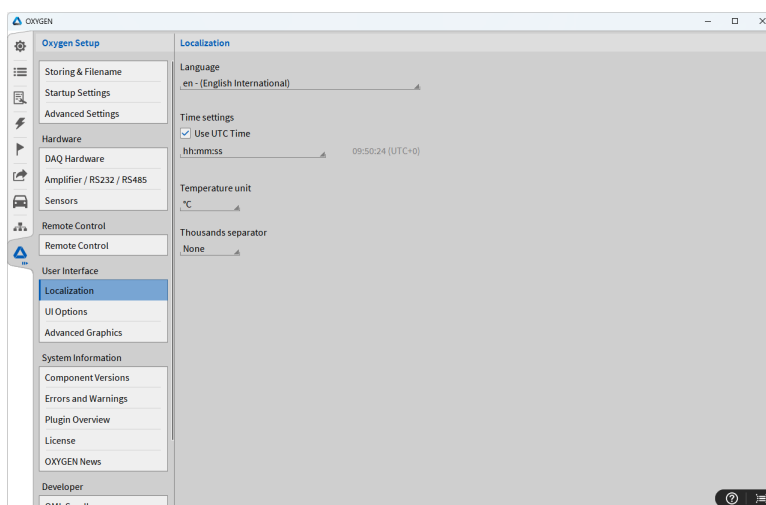 OXYGEN
Oxygen Setup
Storing & Filename
Startup Settings
Advanced Settings
Hardware
DAQ Hardware
Amplifier / RS232 / RS485
Sensors
Remote Control
Remote Control
User Interface
Localization
UI Options
Advanced Graphics
System Information
Component Versions
Errors and Warnings
Plugin Overview
License
OXYGEN News
Developer
Localization
Language
en - (English International)
Time settings
Use UTC Time
hh:mm:ss 09:50:24 (UTC+0)
Temperature unit
°C
Thousands separator
None